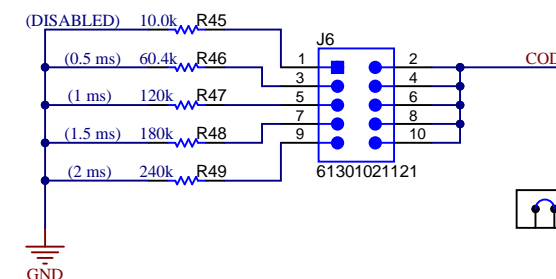 (DISABLED) 10.0k R45
J6
(0.5 ms) 60.4k R46 1 2 COD
3 4
(1 ms) 120k R47 5 6
7 8
(1.5 ms) 180k R48 9 10
(2 ms) 240k R49 61301021121
GND